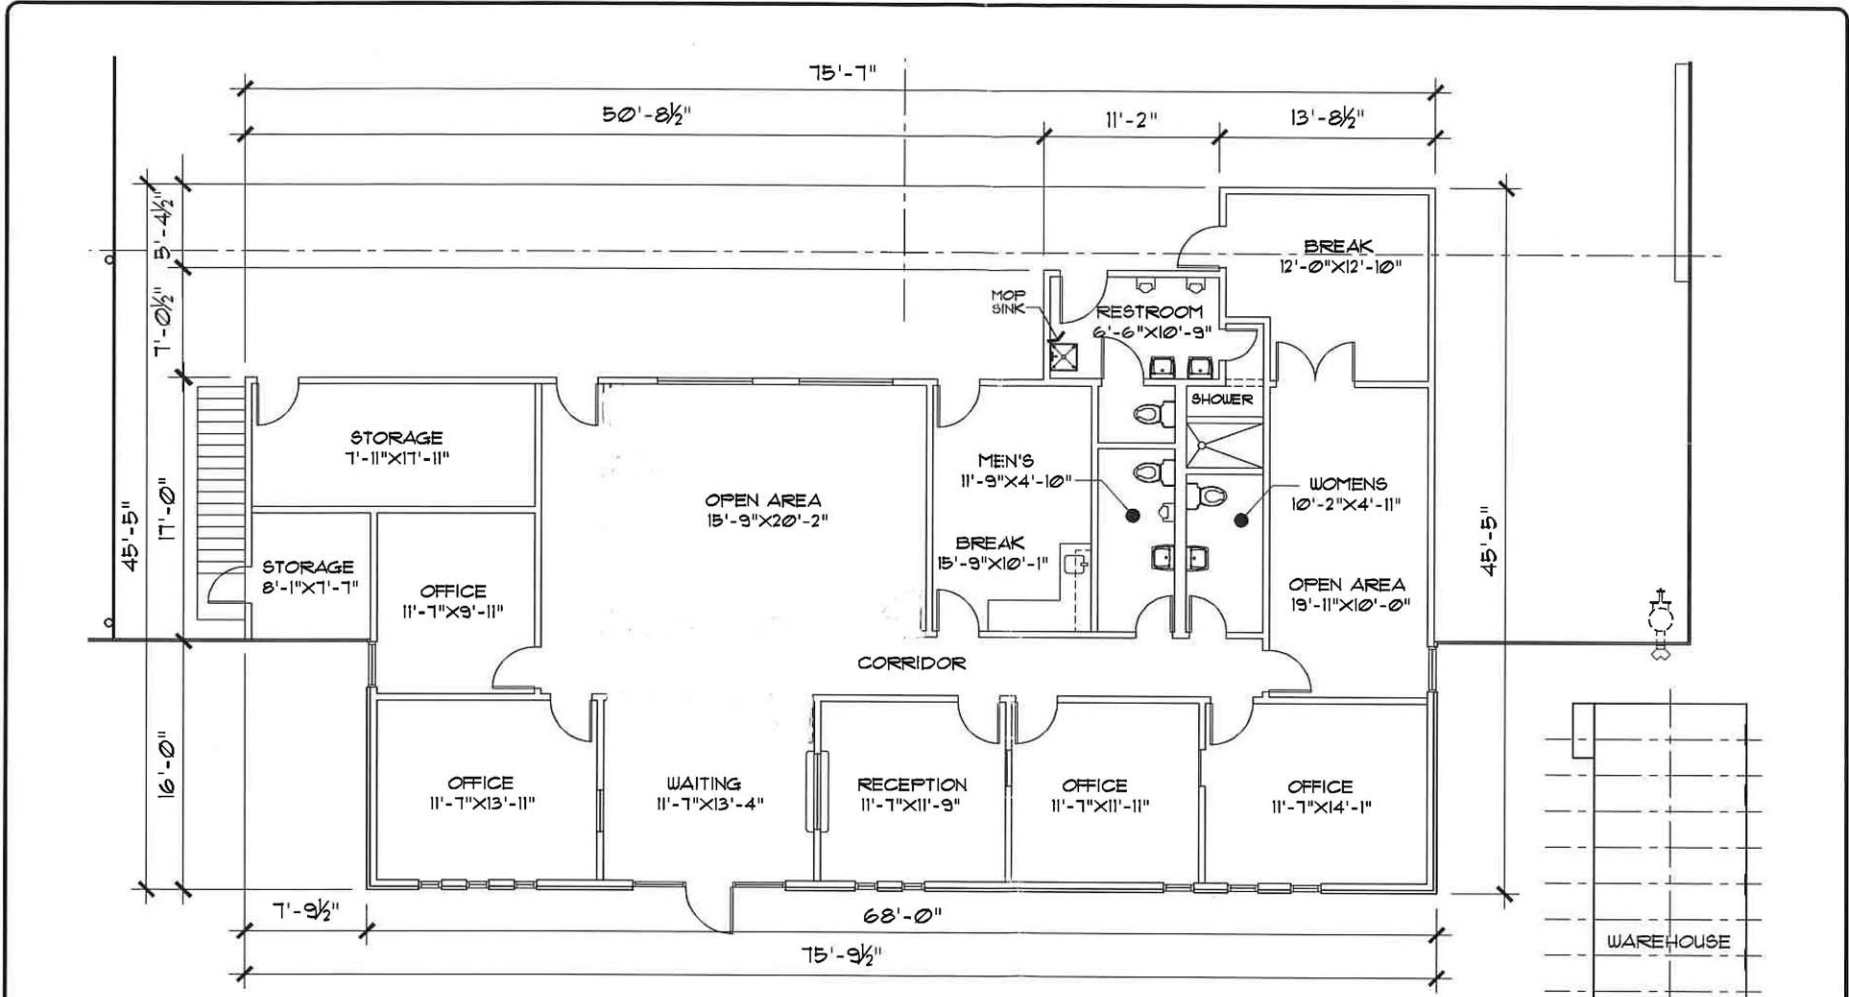 75'-7"
50'-8½"
11'-2"
13'-8½"
5'-4½"
7'-0½"
17'-0"
16'-0"
45'-5"
45'-5"
BREAK
12'-0"X12'-10"
MOP
SINK
RESTROOM
6'-6"X10'-9"
SHOWER
STORAGE
7'-11"X17'-11"
OPEN AREA
15'-9"X20'-2"
MEN'S
11'-9"X4'-10"
WOMENS
10'-2"X4'-11"
BREAK
15'-9"X10'-1"
STORAGE
8'-1"X7'-7"
OFFICE
11'-7"X9'-11"
OPEN AREA
19'-11"X10'-0"
CORRIDOR
OFFICE
11'-7"X13'-11"
WAITING
11'-7"X13'-4"
RECEPTION
11'-7"X11'-9"
OFFICE
11'-7"X11'-11"
OFFICE
11'-7"X14'-1"
7'-9½"
68'-0"
75'-9½"
WAREHOUSE